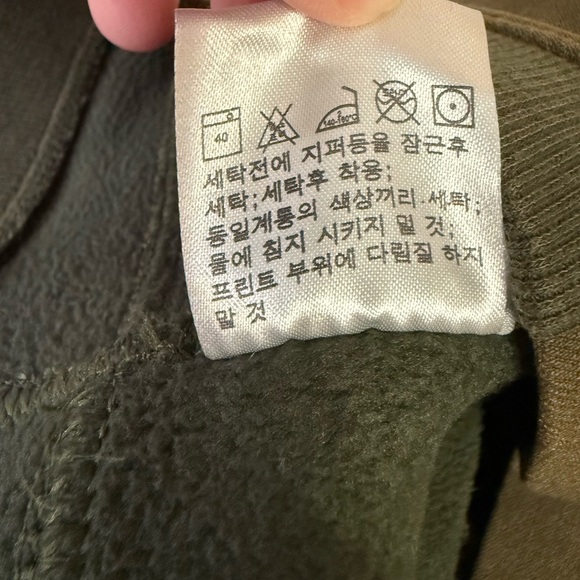 40
140~160℃
세탁전에 지퍼등을 잠근후
세탁; 세탁후 착용;
동일계통의 색상끼리 세탁;
물에 침지 시키지 말 것;
프린트 부위에 다림질 하지
말 것